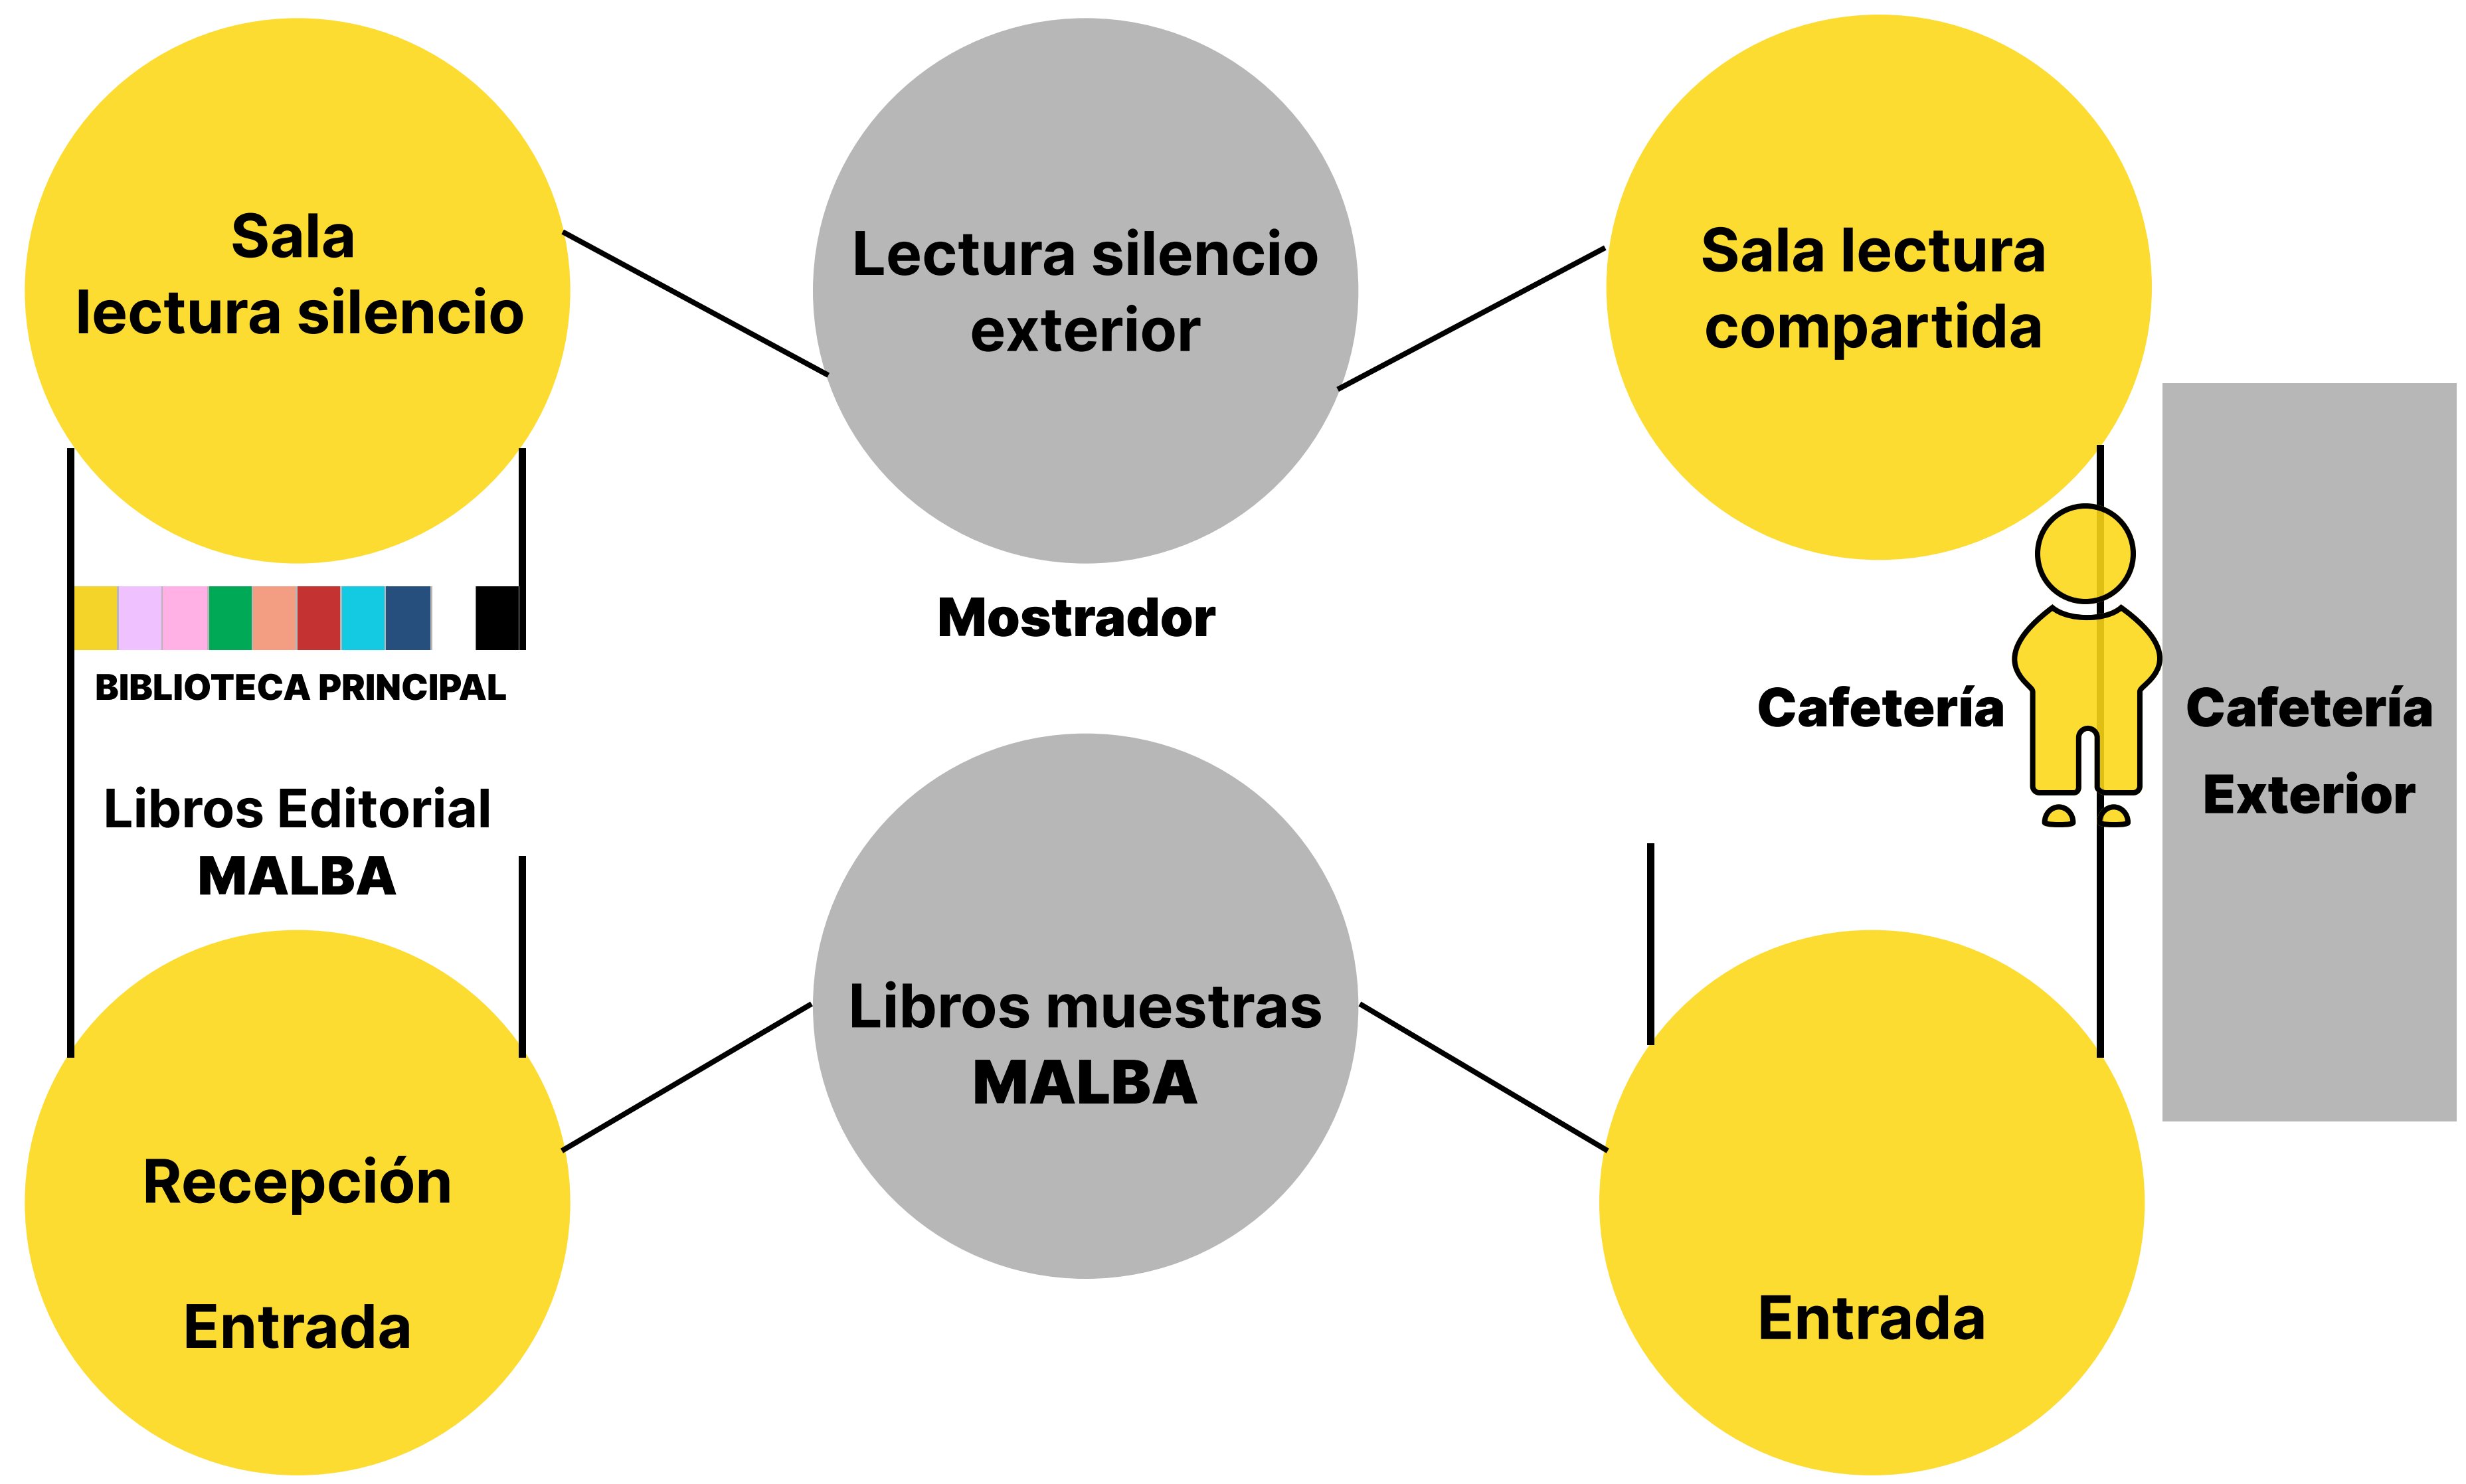 Sala
lectura silencio
Lectura silencio
exterior
Sala lectura
compartida
Mostrador
BIBLIOTECA PRINCIPAL
Cafetería
Cafetería
Exterior
Libros Editorial
MALBA
Libros muestras
MALBA
Recepción
Entrada
Entrada